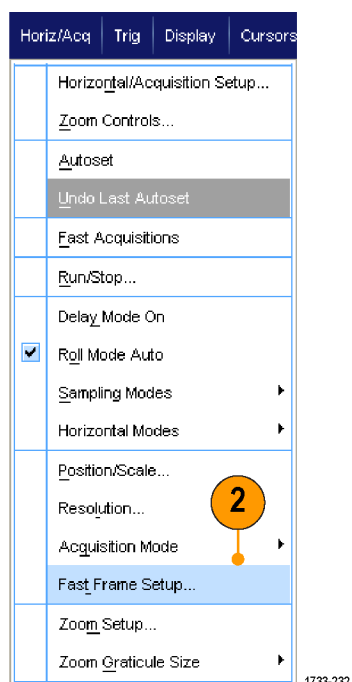 Horiz/Acq Trig Display Cursors
Horizontal/Acquisition Setup...
Zoom Controls...
Autoset
Undo Last Autoset
Fast Acquisitions
Run/Stop...
Delay Mode On
Roll Mode Auto
Sampling Modes
Horizontal Modes
Position/Scale...
Resolution...
2
Acquisition Mode
Fast Frame Setup...
Zoom Setup...
Zoom Graticule Size
1733-232